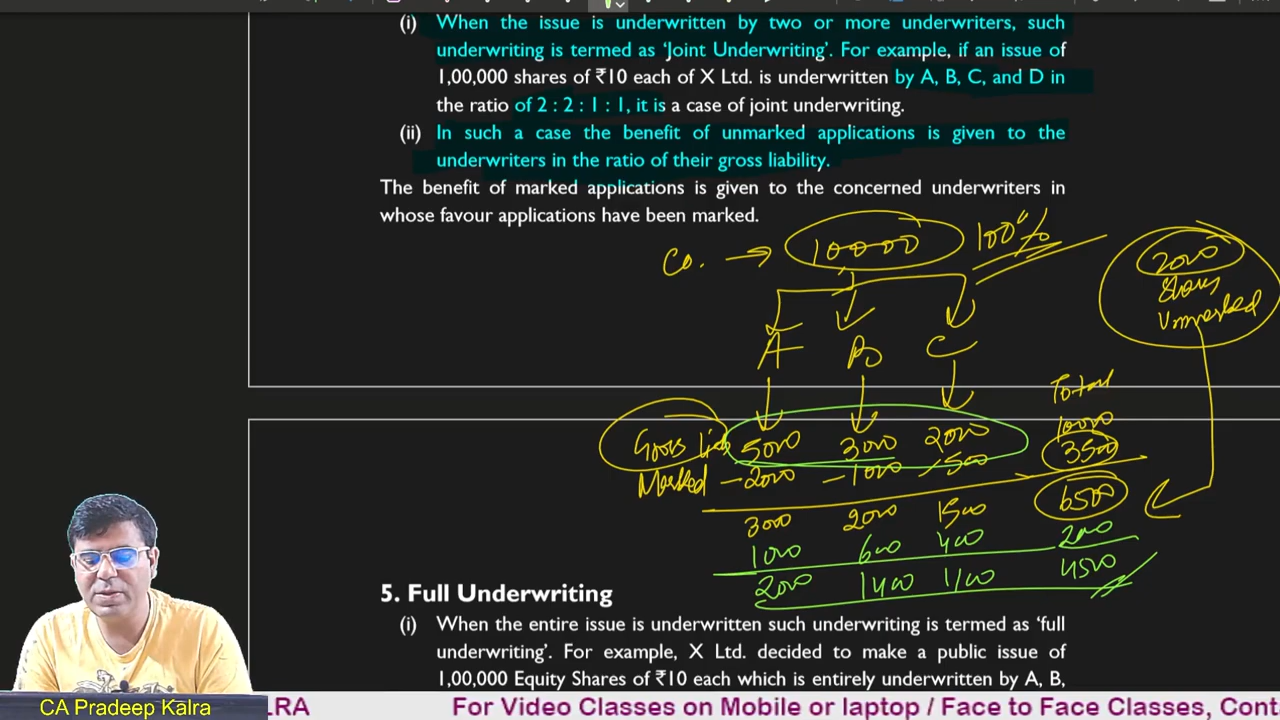 (i) When the issue is underwritten by two or more underwriters, such
underwriting is termed as ‘Joint Underwriting’. For example, if an issue of
1,00,000 shares of ₹10 each of X Ltd. is underwritten by A, B, C, and D in
the ratio of 2 : 2 : 1 : 1, it is a case of joint underwriting.
(ii) In such a case the benefit of unmarked applications is given to the
underwriters in the ratio of their gross liability.
The benefit of marked applications is given to the concerned underwriters in
whose favour applications have been marked.
Co. → 10000 100%
2000
Unmarked
A B C
Total
10000
Gross Liab 5000 3000 2000
Marked -2000 -1000 -500 3500
3000 2000 1500 6500
1000 600 400 2000
2000 1400 1100 4500
5. Full Underwriting
(i) When the entire issue is underwritten such underwriting is termed as ‘full
underwriting’. For example, X Ltd. decided to make a public issue of
1,00,000 Equity Shares of ₹10 each which is entirely underwritten by A, B,
CA Pradeep Kalra
LRA For Video Classes on Mobile or laptop / Face to Face Classes, Cont